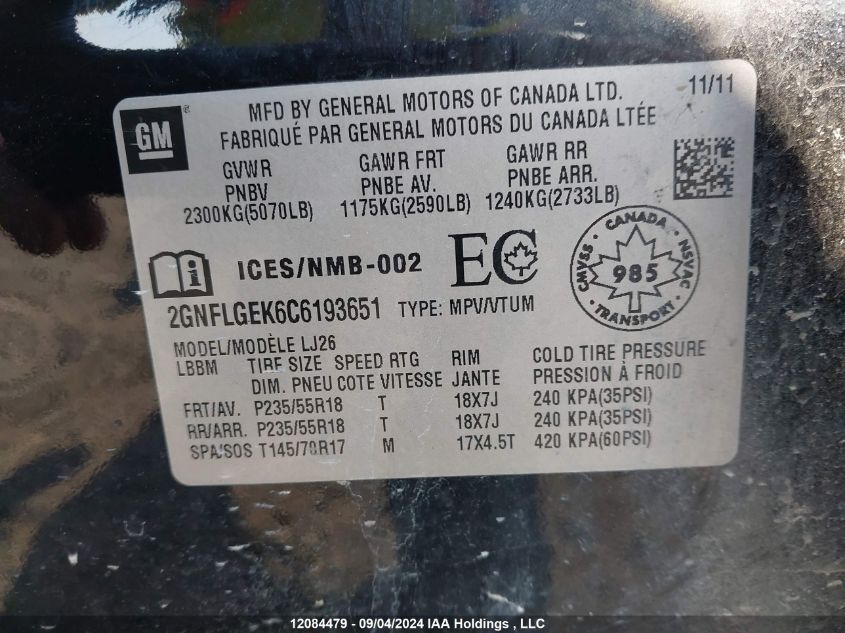 GM ®
MFD BY GENERAL MOTORS OF CANADA LTD. 11/11
FABRIQUÉ PAR GENERAL MOTORS DU CANADA LTÉE
GVWR GAWR FRT GAWR RR
PNBV PNBE AV. PNBE ARR.
2300KG(5070LB) 1175KG(2590LB) 1240KG(2733LB)
i ICES/NMB-002 EC CANADA CMVSS 985 NSVAC
2GNFLGEK6C6193651 TYPE: MPV/VTUM
MODEL/MODÈLE LJ26
LBBM TIRE SIZE SPEED RTG RIM COLD TIRE PRESSURE
DIM. PNEU COTE VITESSE JANTE PRESSION À FROID
FRT/AV. P235/55R18 T 18X7J 240 KPA(35PSI)
RR/ARR. P235/55R18 T 18X7J 240 KPA(35PSI)
SPA/SOS T145/70R17 M 17X4.5T 420 KPA(60PSI)
12084479 - 09/04/2024 IAA Holdings , LLC